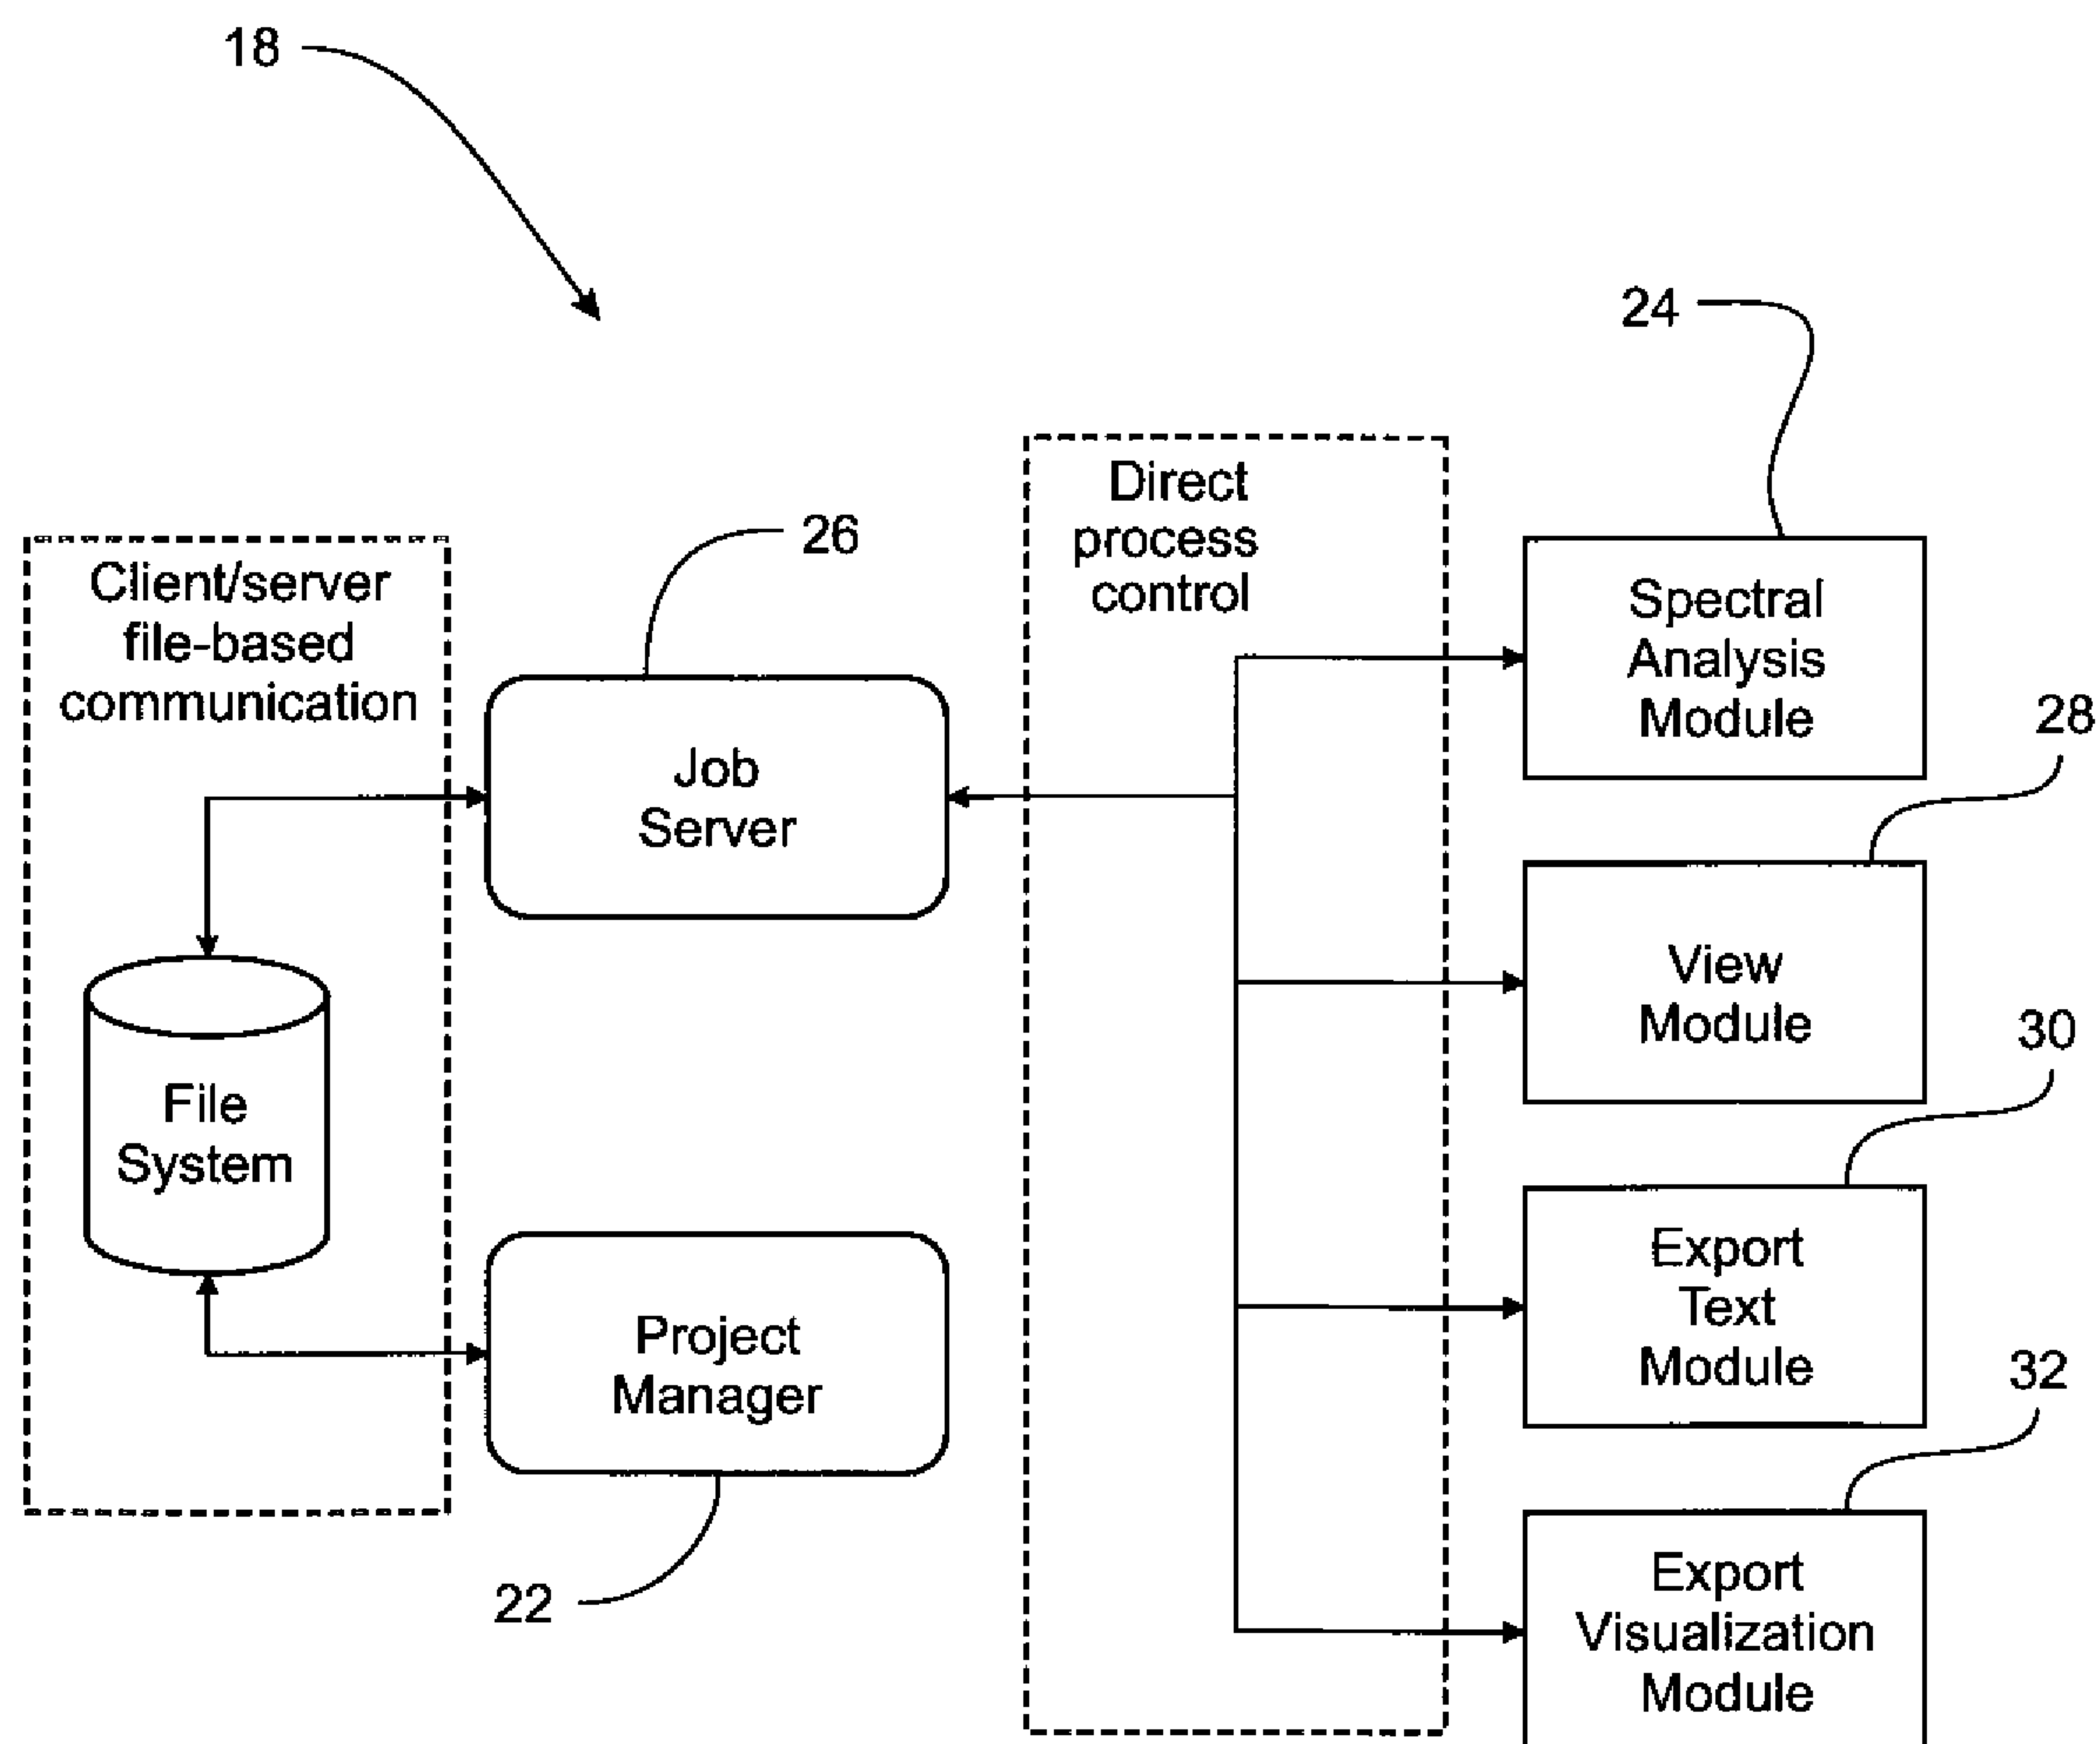 18
24
Direct
process
control
26
Client/server
file-based
communication
Spectral
Analysis
Module
28
Job
Server
View
Module
30
File
System
Export
Text
Module
Project
Manager
32
22
Export
Visualization
Module